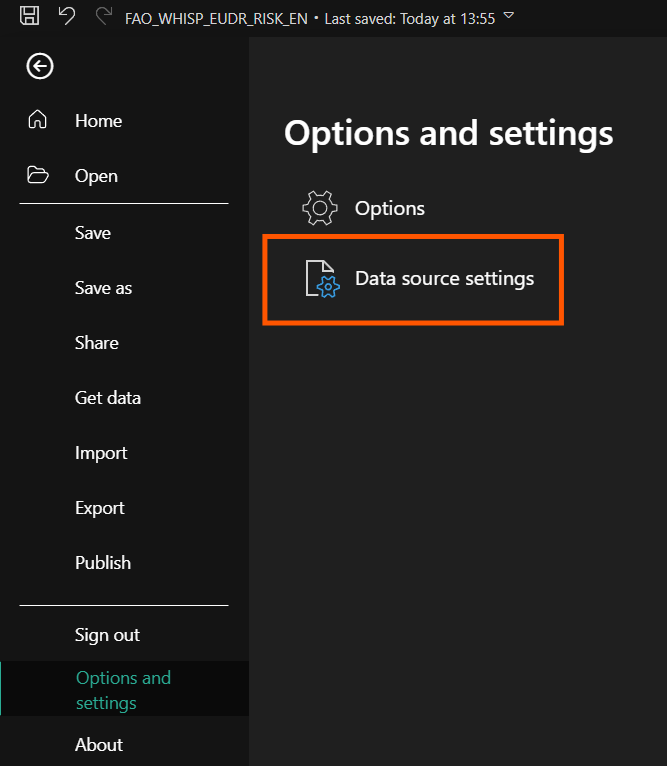 FAO_WHISP_EUDR_RISK_EN • Last saved: Today at 13:55
Home
Open
Save
Save as
Share
Get data
Import
Export
Publish
Sign out
Options and
settings
About
Options and settings
Options
Data source settings